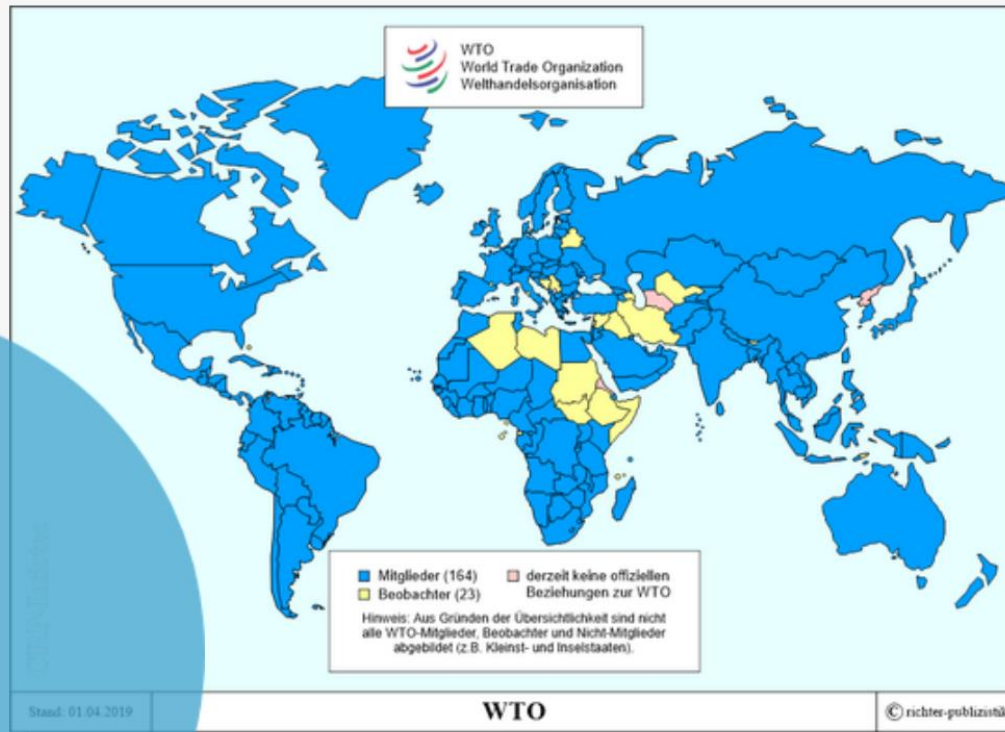 WTO
World Trade Organization
Welthandelsorganisation
Mitglieder (164)
Beobachter (23)
derzeit keine offiziellen
Beziehungen zur WTO
Hinweis: Aus Gründen der Übersichtlichkeit sind nicht
alle WTO-Mitglieder, Beobachter und Nicht-Mitglieder
abgebildet (z.B. Kleinst- und Inselstaaten).
Stand: 01.04.2019
WTO
© richter-publizistik